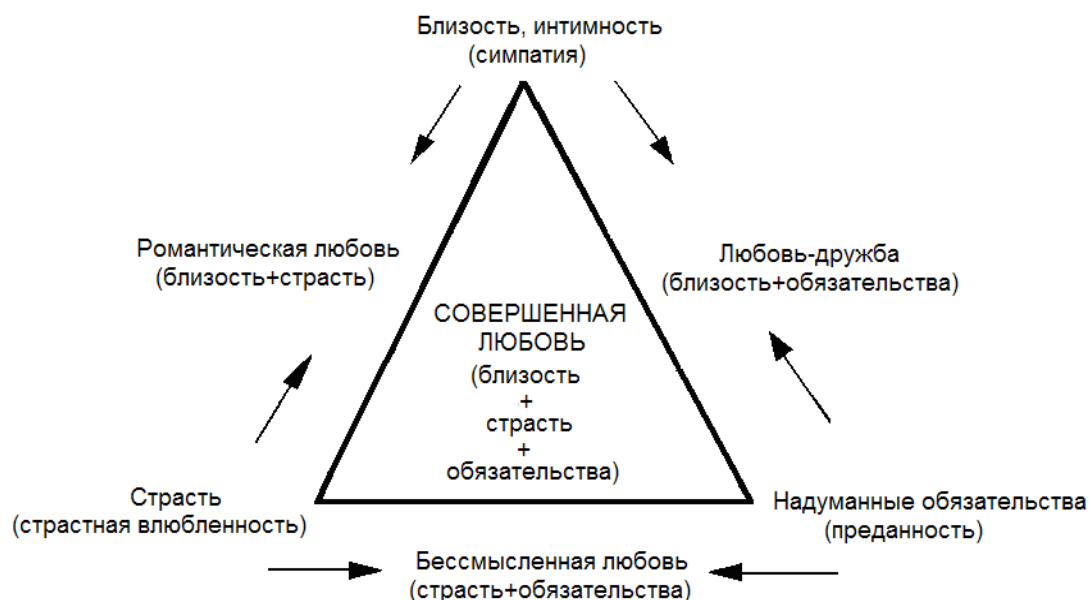 Близость, интимность
(симпатия)
Романтическая любовь
(близость+страсть)
Любовь-дружба
(близость+обязательства)
СОВЕРШЕННАЯ
ЛЮБОВЬ
(близость
+
страсть
+
обязательства)
Страсть
(страстная влюбленность)
Надуманные обязательства
(преданность)
Бессмысленная любовь
(страсть+обязательства)